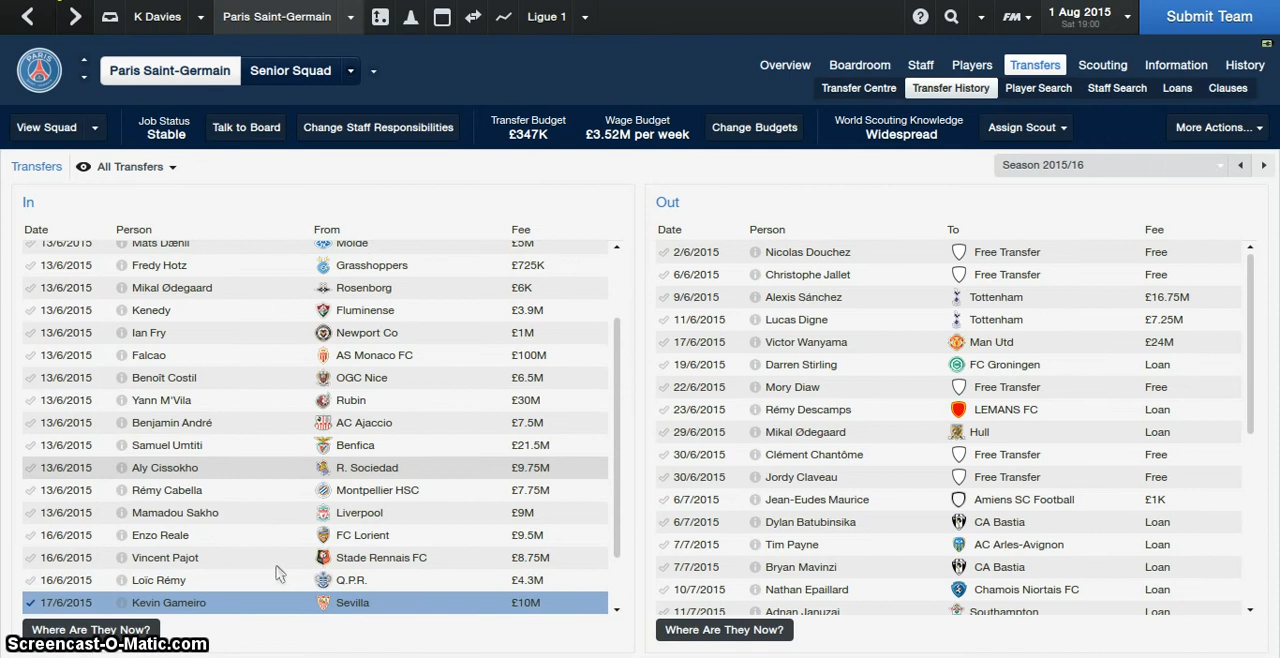 K Davies Paris Saint-Germain Ligue 1 ? FM 1 Aug 2015 Sat 19:00 Submit Team
PARIS Paris Saint-Germain Senior Squad Overview Boardroom Staff Players Transfers Scouting Information History
Transfer Centre Transfer History Player Search Staff Search Loans Clauses
View Squad Job Status Stable Talk to Board Change Staff Responsibilities Transfer Budget £347K Wage Budget £3.52M per week Change Budgets World Scouting Knowledge Widespread Assign Scout More Actions...
Transfers All Transfers Season 2015/16
In
Date Person From Fee
13/6/2015 Mats Dæhli Molde £5M
13/6/2015 Fredy Hotz Grasshoppers £725K
13/6/2015 Mikal Ødegaard Rosenborg £6K
13/6/2015 Kenedy Fluminense £3.9M
13/6/2015 Ian Fry Newport Co £1M
13/6/2015 Falcao AS Monaco FC £100M
13/6/2015 Benoît Costil OGC Nice £6.5M
13/6/2015 Yann M'Vila Rubin £30M
13/6/2015 Benjamin André AC Ajaccio £7.5M
13/6/2015 Samuel Umtiti Benfica £21.5M
13/6/2015 Aly Cissokho R. Sociedad £9.75M
13/6/2015 Rémy Cabella Montpellier HSC £7.75M
13/6/2015 Mamadou Sakho Liverpool £9M
16/6/2015 Enzo Reale FC Lorient £9.5M
16/6/2015 Vincent Pajot Stade Rennais FC £8.75M
16/6/2015 Loïc Rémy Q.P.R. £4.3M
17/6/2015 Kevin Gameiro Sevilla £10M
Where Are They Now?
Out
Date Person To Fee
2/6/2015 Nicolas Douchez Free Transfer Free
6/6/2015 Christophe Jallet Free Transfer Free
9/6/2015 Alexis Sánchez Tottenham £16.75M
11/6/2015 Lucas Digne Tottenham £7.25M
17/6/2015 Victor Wanyama Man Utd £24M
19/6/2015 Darren Stirling FC Groningen Loan
22/6/2015 Mory Diaw Free Transfer Free
23/6/2015 Rémy Descamps LEMANS FC Loan
29/6/2015 Mikal Ødegaard Hull Loan
30/6/2015 Clément Chantôme Free Transfer Free
30/6/2015 Jordy Claveau Free Transfer Free
6/7/2015 Jean-Eudes Maurice Amiens SC Football £1K
6/7/2015 Dylan Batubinsika CA Bastia Loan
7/7/2015 Tim Payne AC Arles-Avignon Loan
7/7/2015 Bryan Mavinzi CA Bastia Loan
10/7/2015 Nathan Epaillard Chamois Niortais FC Loan
11/7/2015 Adnan Januzaj Southampton Loan
Where Are They Now?
Screencast-O-Matic.com